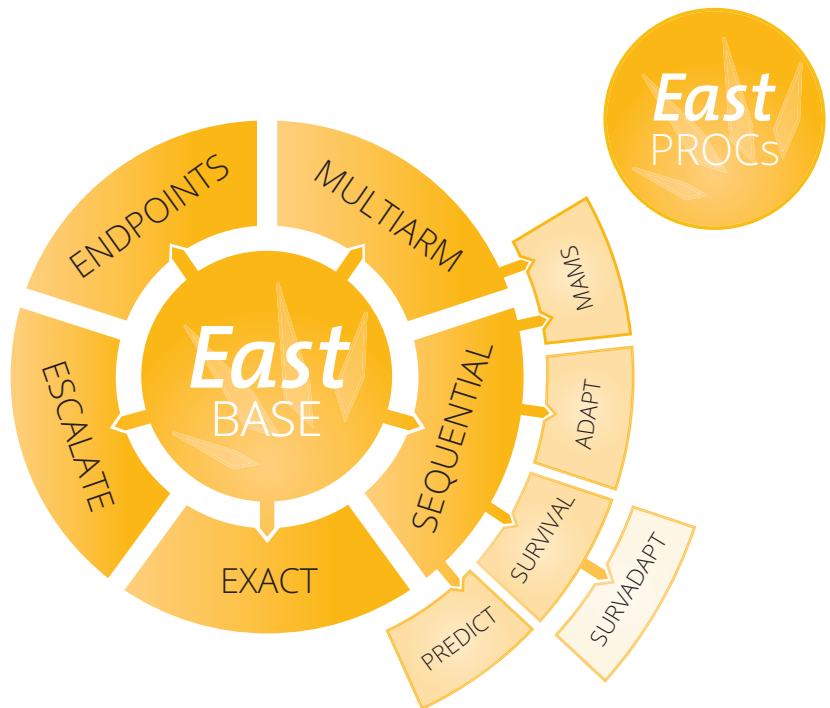 East
PROCs
ENDPOINTS
MULTIARM
MAMS
East
BASE
ESCALATE
SEQUENTIAL
ADAPT
EXACT
SURVIVAL
SURVADAPT
PREDICT